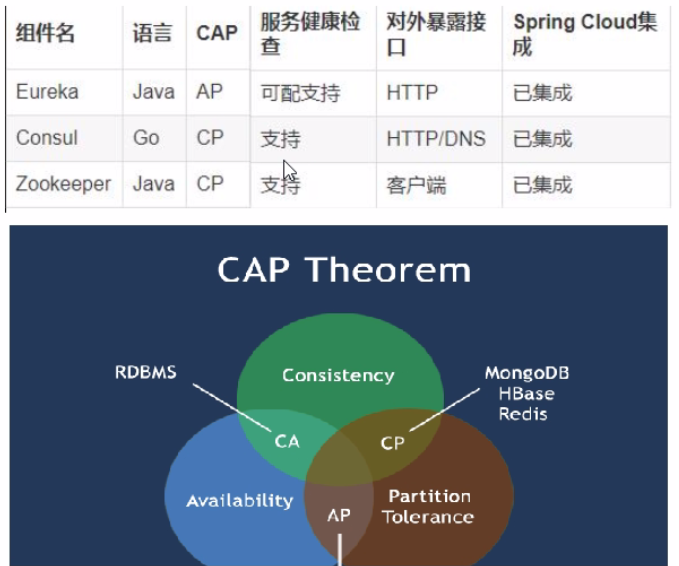 组件名 语言 CAP 服务健康检查 对外暴露接口 Spring Cloud集成
Eureka Java AP 可配支持 HTTP 已集成
Consul Go CP 支持 HTTP/DNS 已集成
Zookeeper Java CP 支持 客户端 已集成
CAP Theorem
RDBMS
Consistency
MongoDB
HBase
Redis
CA
CP
Availability
Partition
Tolerance
AP